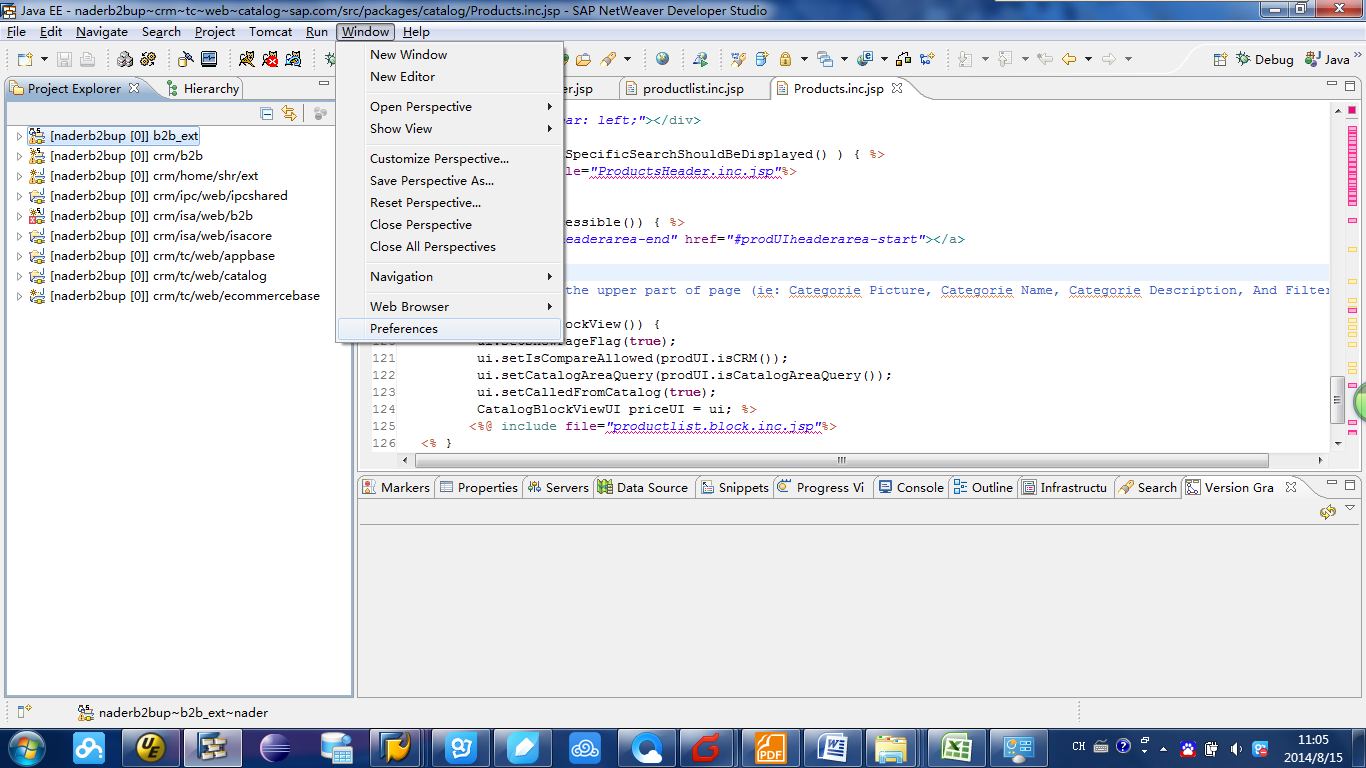 Java EE - naderb2bup~crm~tc~web~catalog~sap.com/src/packages/catalog/Products.inc.jsp - SAP NetWeaver Developer Studio
File Edit Navigate Search Project Tomcat Run Window Help
Debug Java
Project Explorer Hierarchy
er.jsp productlist.inc.jsp Products.inc.jsp
[naderb2bup [0]] b2b_ext
[naderb2bup [0]] crm/b2b
[naderb2bup [0]] crm/home/shr/ext
[naderb2bup [0]] crm/ipc/web/ipcshared
[naderb2bup [0]] crm/isa/web/b2b
[naderb2bup [0]] crm/isa/web/isacore
[naderb2bup [0]] crm/tc/web/appbase
[naderb2bup [0]] crm/tc/web/catalog
[naderb2bup [0]] crm/tc/web/ecommercebase
New Window
New Editor
Open Perspective
Show View
Customize Perspective...
Save Perspective As...
Reset Perspective...
Close Perspective
Close All Perspectives
Navigation
Web Browser
Preferences
ar: left;"></div>
SpecificSearchShouldBeDisplayed() ) { %>
le="ProductsHeader.inc.jsp"%>
essible()) { %>
eaderarea-end" href="#prodUIheaderarea-start"></a>
the upper part of page (ie: Categorie Picture, Categorie Name, Categorie Description, And Filter
ockView()) {
121 ui.setIsCompareAllowed(prodUI.isCRM());
122 ui.setCatalogAreaQuery(prodUI.isCatalogAreaQuery());
123 ui.setCalledFromCatalog(true);
124 CatalogBlockViewUI priceUI = ui; %>
125 <%@ include file="productlist.block.inc.jsp"%>
126 <% }
Markers Properties Servers Data Source Snippets Progress Vi Console Outline Infrastructu Search Version Gra
naderb2bup~b2b_ext~nader
PDF
CH
11:05
2014/8/15